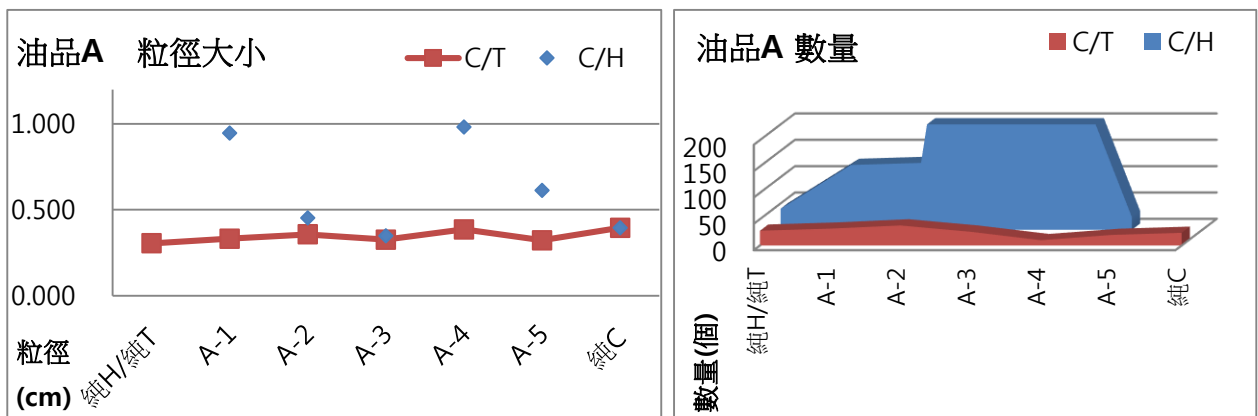 油品A 粒徑大小
C/T
C/H
1.000
0.500
0.000
粒徑
(cm)
純H/純T
A-1
A-2
A-3
A-4
A-5
純C
油品A 數量
C/T
C/H
200
150
100
50
0
數量(個)
純H/純T
A-1
A-2
A-3
A-4
A-5
純C